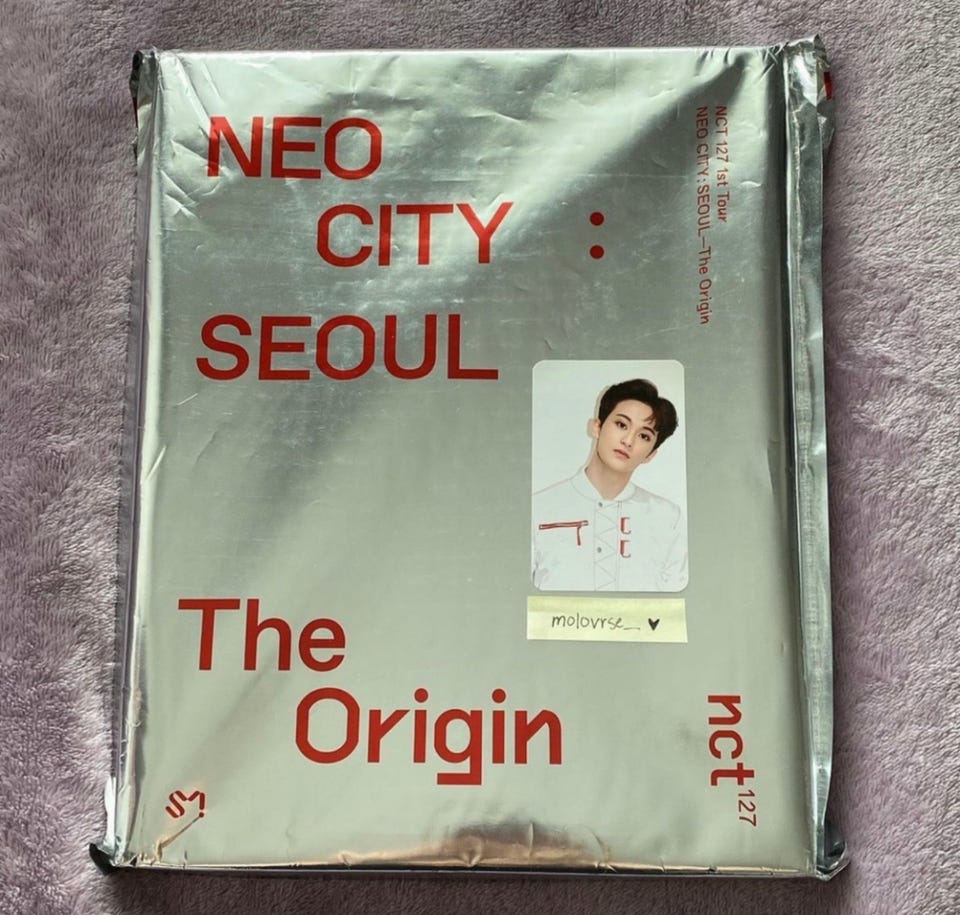 NEO
CITY :
SEOUL
NCT 127 1st Tour
NEO CITY : SEOUL–The Origin
molovrse_ ♥
The
Origin
SM
nct 127